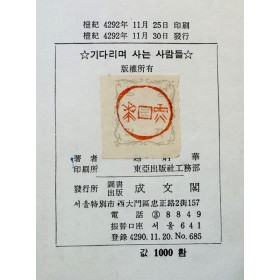 檀紀 4292年 11月 25日 印刷
檀紀 4292年 11月 30日 發行
☆기다리며 사는 사람들☆
版權所有
著者 趙炳華
印刷所 東亞出版社工務部
發行所 圖書出版 成文閣
서울特別市 西大門區忠正路2街157
電話 ③ 8849
振替口座 서울 641
登録 4290.11.20. No.685
値 1000 환